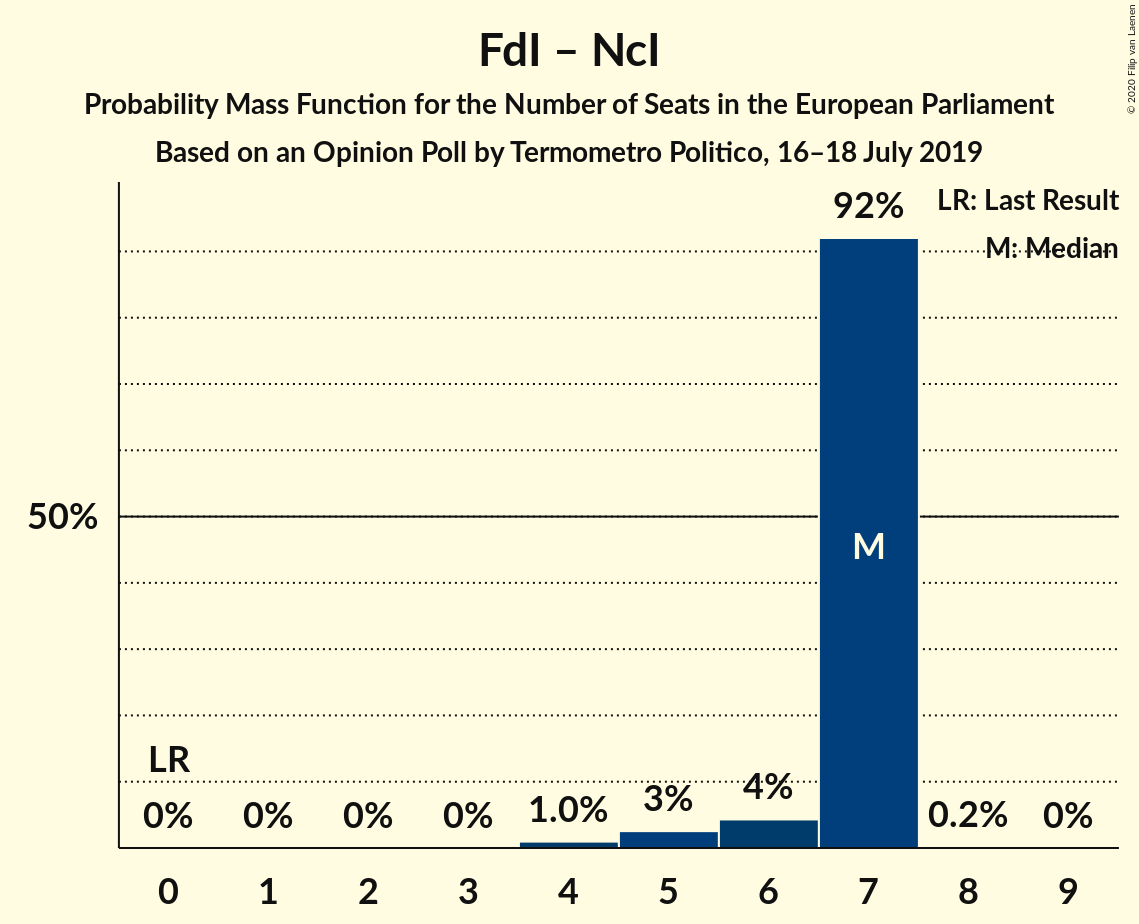 FdI – NcI
Probability Mass Function for the Number of Seats in the European Parliament
Based on an Opinion Poll by Termometro Politico, 16–18 July 2019
© 2020 Filip van Laenen
LR: Last Result
M: Median
92%
50%
M
LR
0% 0% 0% 0% 1.0% 3% 4% 0.2% 0%
0 1 2 3 4 5 6 7 8 9